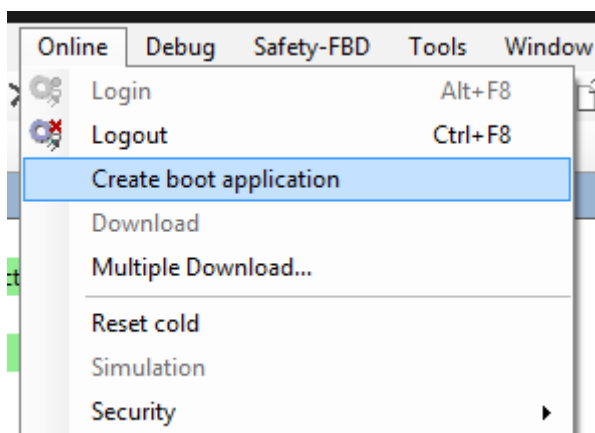 Online Debug Safety-FBD Tools Window
Login Alt+F8
Logout Ctrl+F8
Create boot application
Download
Multiple Download...
Reset cold
Simulation
Security